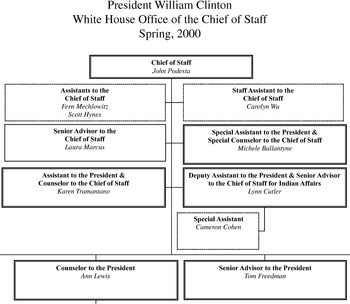 President William Clinton
White House Office of the Chief of Staff
Spring, 2000
Chief of Staff
John Podesta
Assistants to the
Chief of Staff
Fern Mechlowitz
Scott Hynes
Staff Assistant to the
Chief of Staff
Carolyn Wu
Senior Advisor to the
Chief of Staff
Laura Marcus
Special Assistant to the President &
Special Counselor to the Chief of Staff
Michele Ballantyne
Assistant to the President &
Counselor to the Chief of Staff
Karen Tramantano
Deputy Assistant to the President & Senior Advisor
to the Chief of Staff for Indian Affairs
Lynn Cutler
Special Assistant
Cameron Cohen
Counselor to the President
Ann Lewis
Senior Advisor to the President
Tom Freedman